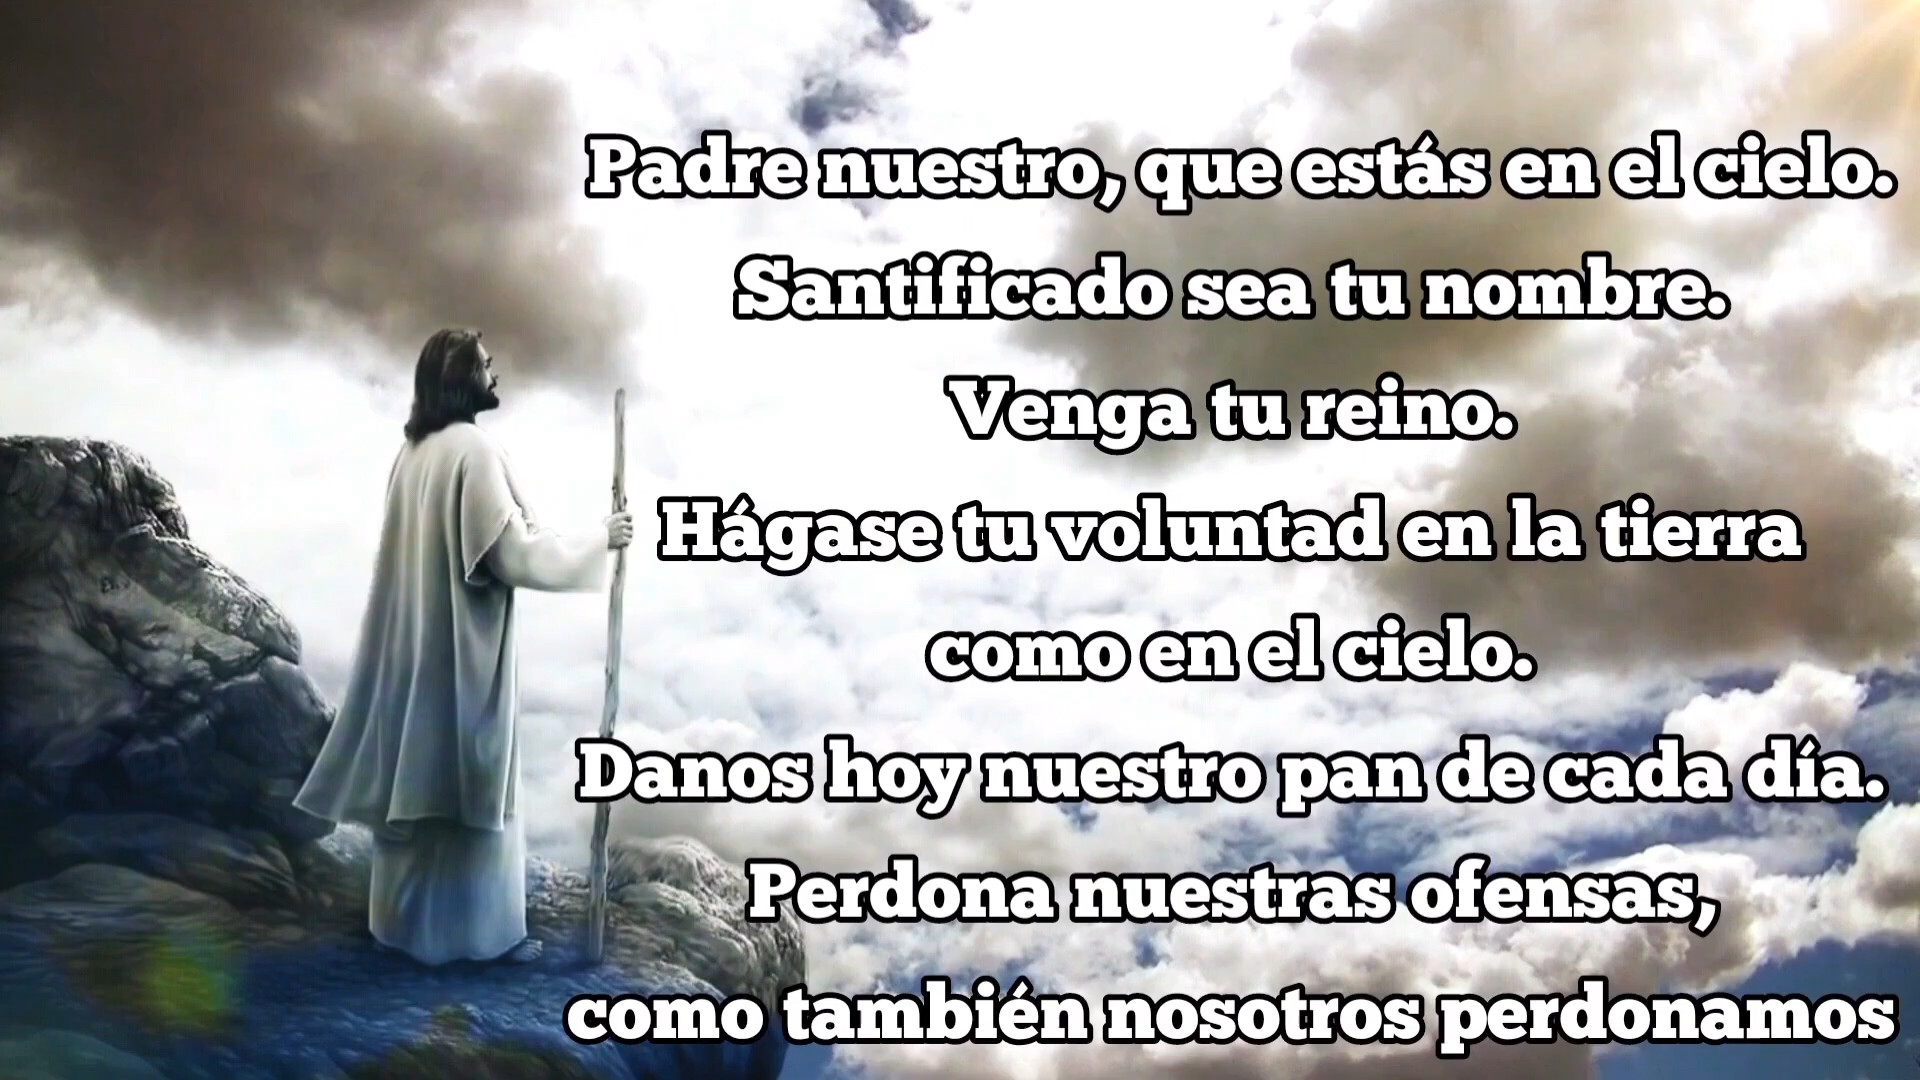 Padre nuestro, que estás en el cielo.
Santificado sea tu nombre.
Venga tu reino.
Hágase tu voluntad en la tierra
como en el cielo.
Danos hoy nuestro pan de cada día.
Perdona nuestras ofensas,
como también nosotros perdonamos